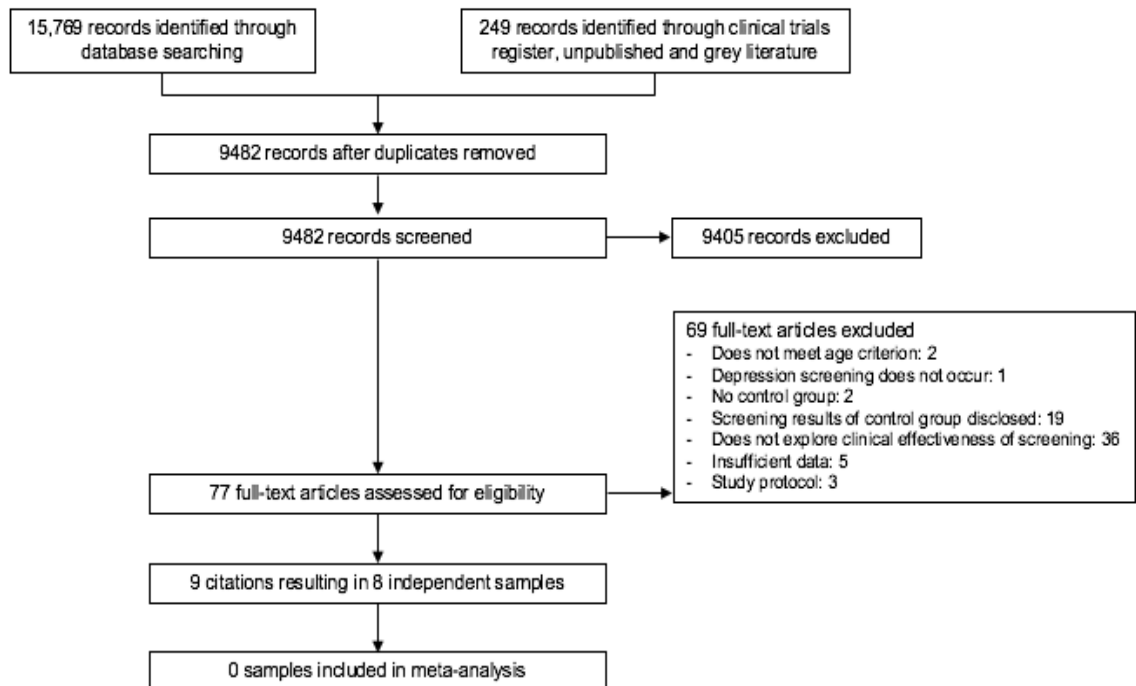 15,769 records identified through
database searching
249 records identified through clinical trials
register, unpublished and grey literature
9482 records after duplicates removed
9482 records screened
9405 records excluded
69 full-text articles excluded
- Does not meet age criterion: 2
- Depression screening does not occur: 1
- No control group: 2
- Screening results of control group disclosed: 19
- Does not explore clinical effectiveness of screening: 36
- Insufficient data: 5
- Study protocol: 3
77 full-text articles assessed for eligibility
9 citations resulting in 8 independent samples
0 samples included in meta-analysis